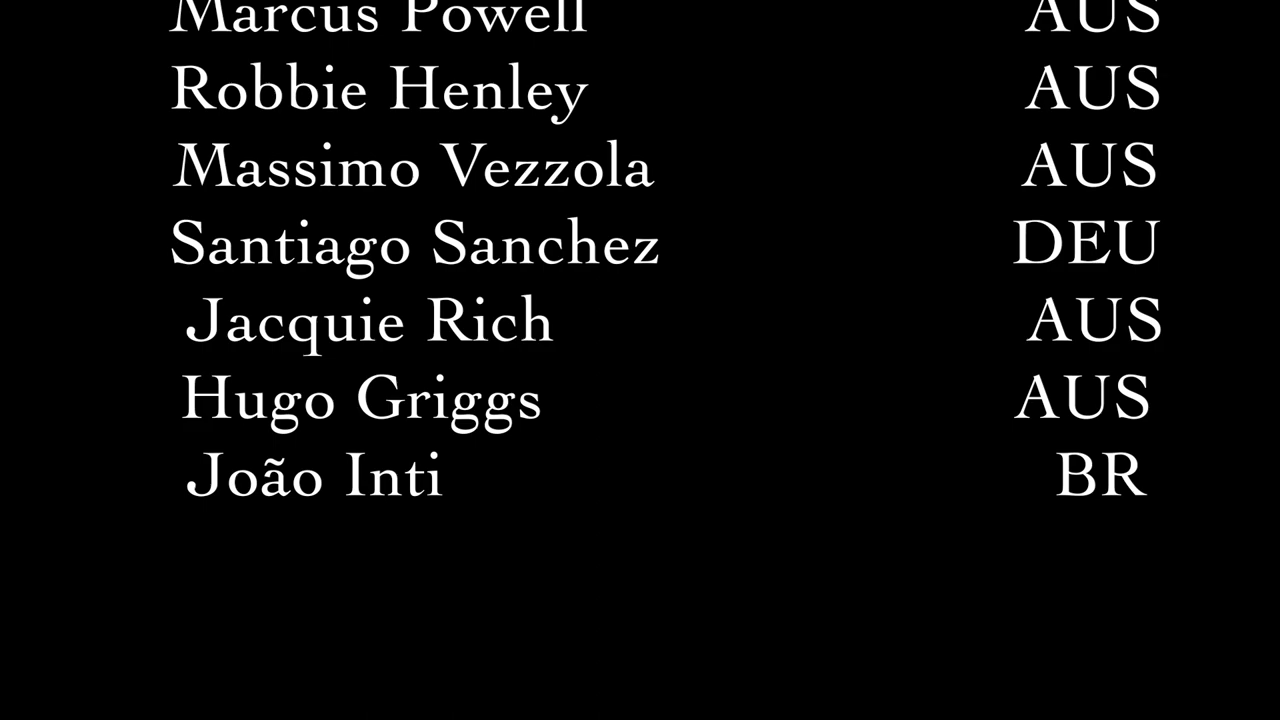 Marcus Powell AUS
Robbie Henley AUS
Massimo Vezzola AUS
Santiago Sanchez DEU
Jacquie Rich AUS
Hugo Griggs AUS
João Inti BR